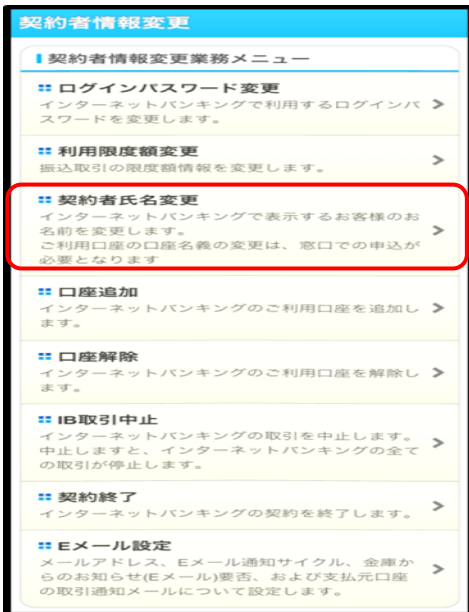 契約者情報変更
契約者情報変更業務メニュー
ログインパスワード変更
インターネットバンキングで利用するログインパ
スワードを変更します。
利用限度額変更
振込取引の限度額情報を変更します。
契約者氏名変更
インターネットバンキングで表示するお客様のお
名前を変更します。
ご利用口座の口座名義の変更は、窓口での申込が
必要となります
口座追加
インターネットバンキングのご利用口座を追加し
ます。
口座解除
インターネットバンキングのご利用口座を解除し
ます。
IB取引中止
インターネットバンキングの取引を中止します。
中止しますと、インターネットバンキングの全て
の取引が停止します。
契約終了
インターネットバンキングの契約を終了します。
Eメール設定
メールアドレス、Eメール通知サイクル、金庫か
らのお知らせ(Eメール)要否、および支払元口座
の取引通知メールについて設定します。